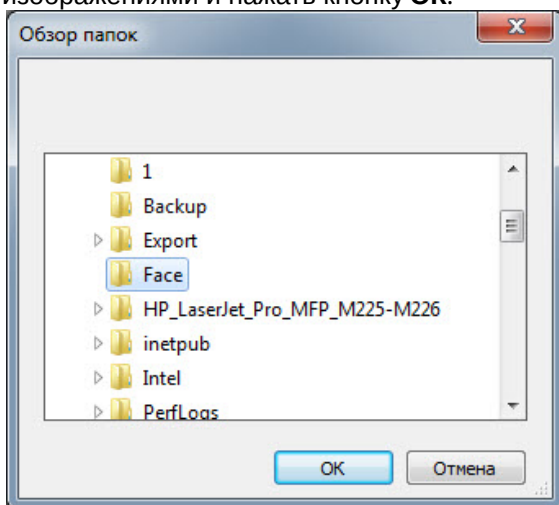 изображениями и нажать кнопку ОК.
Обзор папок
1
Backup
Export
Face
HP_LaserJet_Pro_MFP_M225-M226
inetpub
Intel
PerfLogs
OK
Отмена